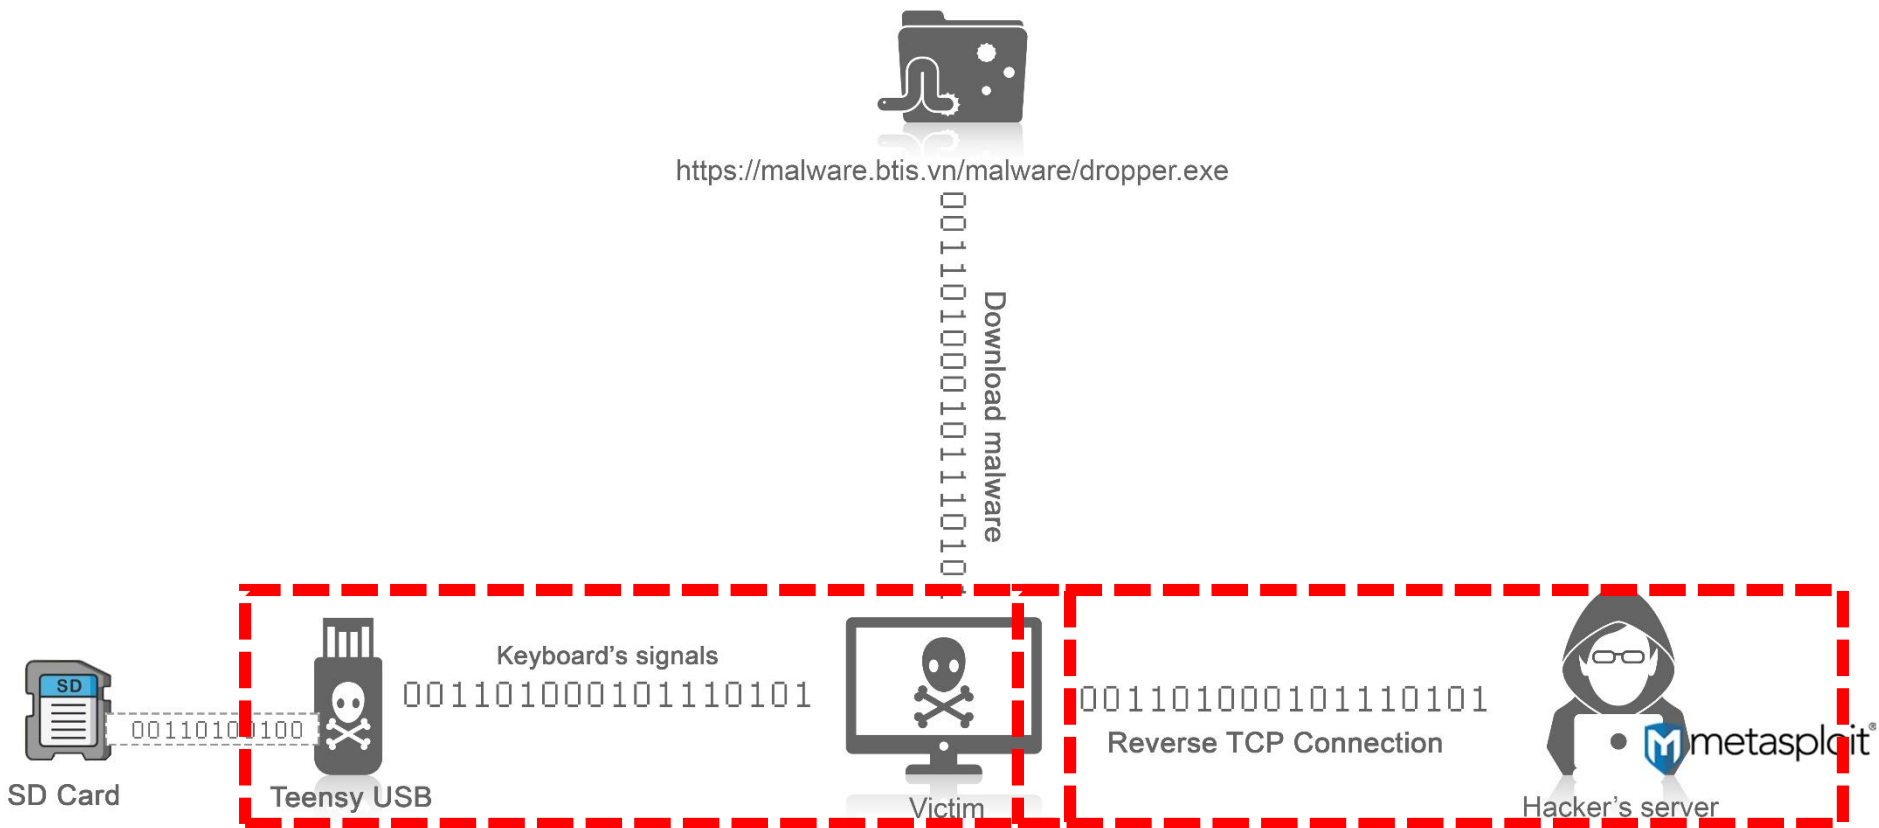 https://malware.btis.vn/malware/dropper.exe
001101000101110101
Download malware
Keyboard's signals
001101000101110101
001101000101110101
Reverse TCP Connection
SD
00110100100
metasploit®
SD Card
Teensy USB
Victim
Hacker's server